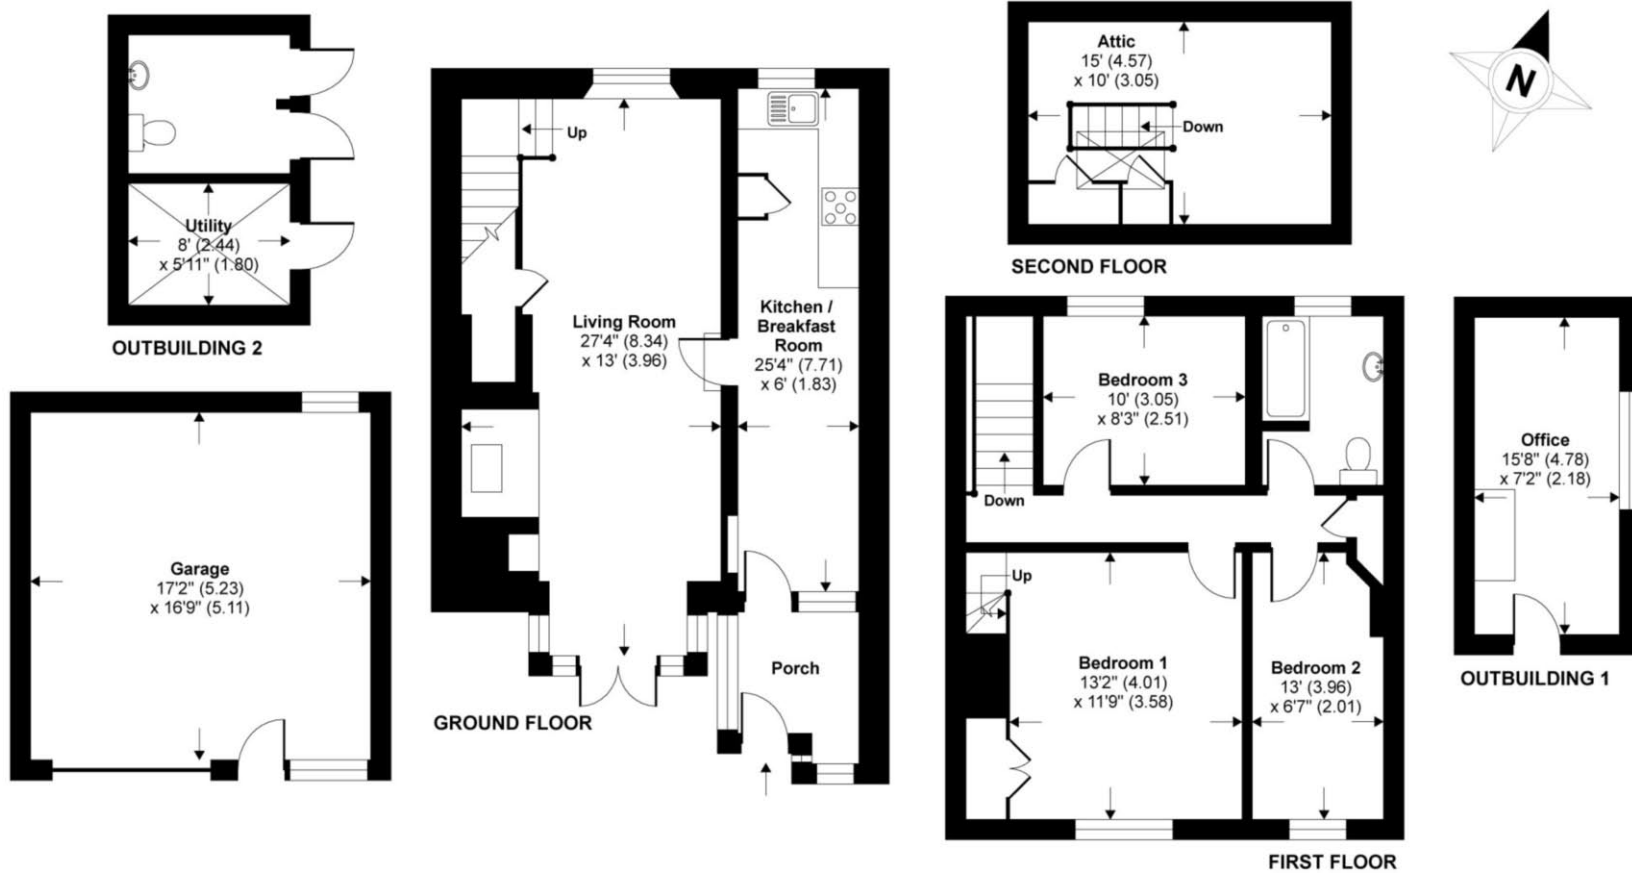 Utility
8' (2.44)
x 5'11" (1.80)
OUTBUILDING 2
Garage
17'2" (5.23)
x 16'9" (5.11)
Up
Living Room
27'4" (8.34)
x 13' (3.96)
Kitchen /
Breakfast
Room
25'4" (7.71)
x 6' (1.83)
Porch
GROUND FLOOR
Attic
15' (4.57)
x 10' (3.05)
Down
SECOND FLOOR
N
Bedroom 3
10' (3.05)
x 8'3" (2.51)
Down
Up
Bedroom 1
13'2" (4.01)
x 11'9" (3.58)
Bedroom 2
13' (3.96)
x 6'7" (2.01)
FIRST FLOOR
Office
15'8" (4.78)
x 7'2" (2.18)
OUTBUILDING 1